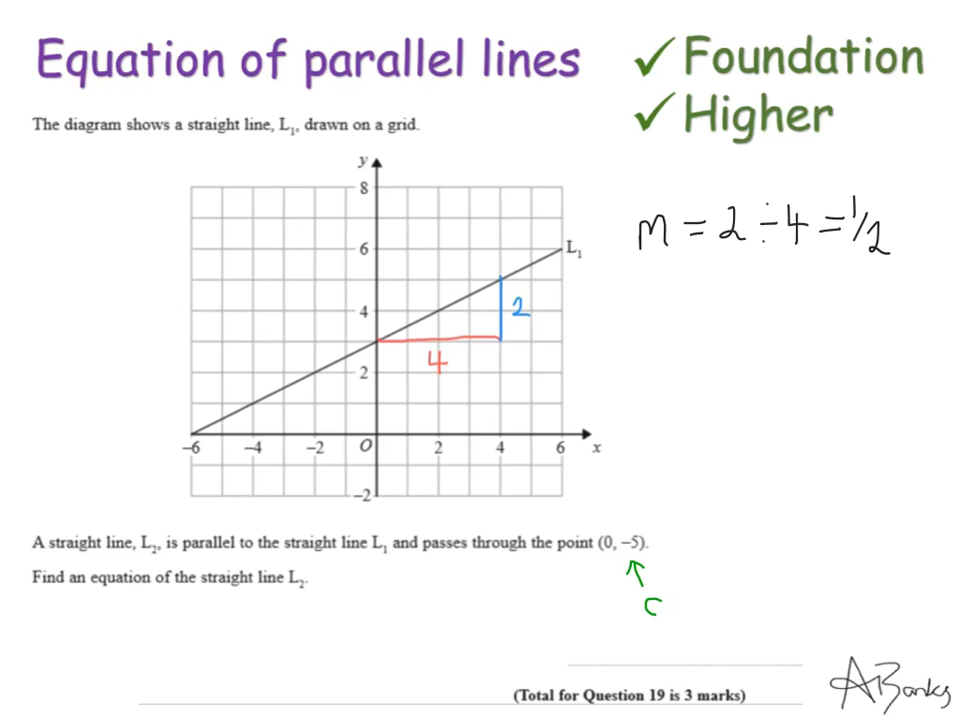 Equation of parallel lines
✓ Foundation
✓ Higher
The diagram shows a straight line, L₁, drawn on a grid.
y
8
6
4
2
-2
-6 -4 -2 O 2 4 6 x
L₁
2
4
m = 2 ÷ 4 = 1/2
A straight line, L₂, is parallel to the straight line L₁ and passes through the point (0, –5).
Find an equation of the straight line L₂.
c
(Total for Question 19 is 3 marks)
A Banks